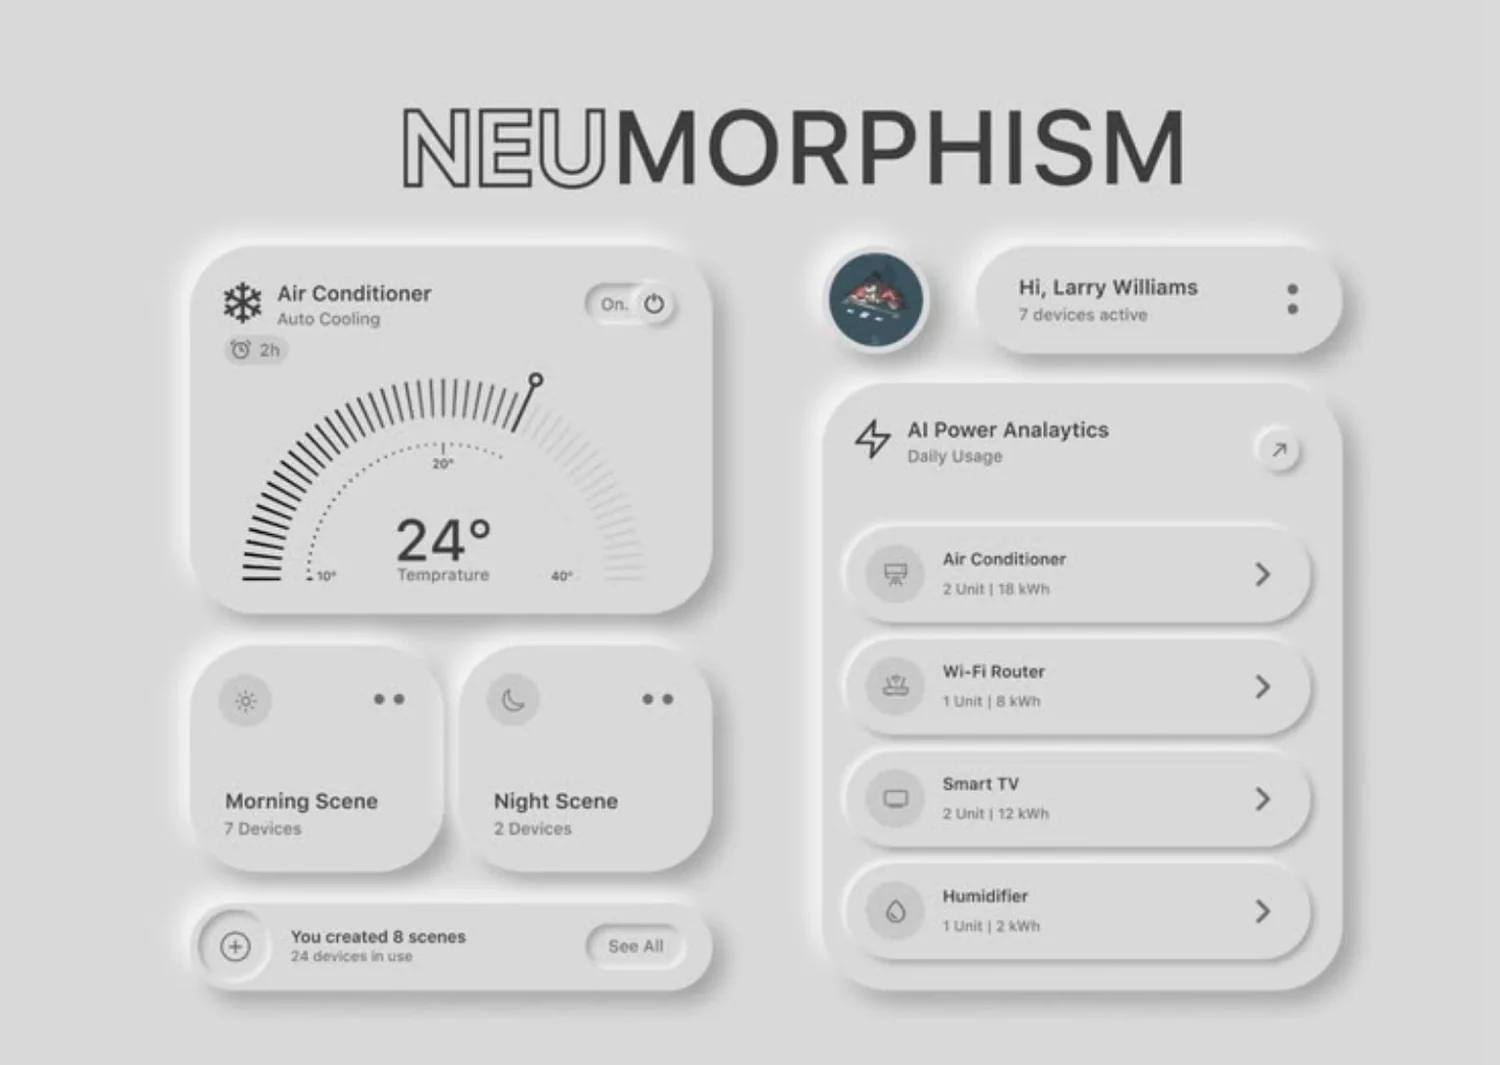 NEUMORPHISM
Air Conditioner
Auto Cooling
On.
2h
20°
24°
Temprature
10°
40°
Morning Scene
7 Devices
Night Scene
2 Devices
You created 8 scenes
24 devices in use
See All
Hi, Larry Williams
7 devices active
AI Power Analaytics
Daily Usage
Air Conditioner
2 Unit | 18 kWh
Wi-Fi Router
1 Unit | 8 kWh
Smart TV
2 Unit | 12 kWh
Humidifier
1 Unit | 2 kWh